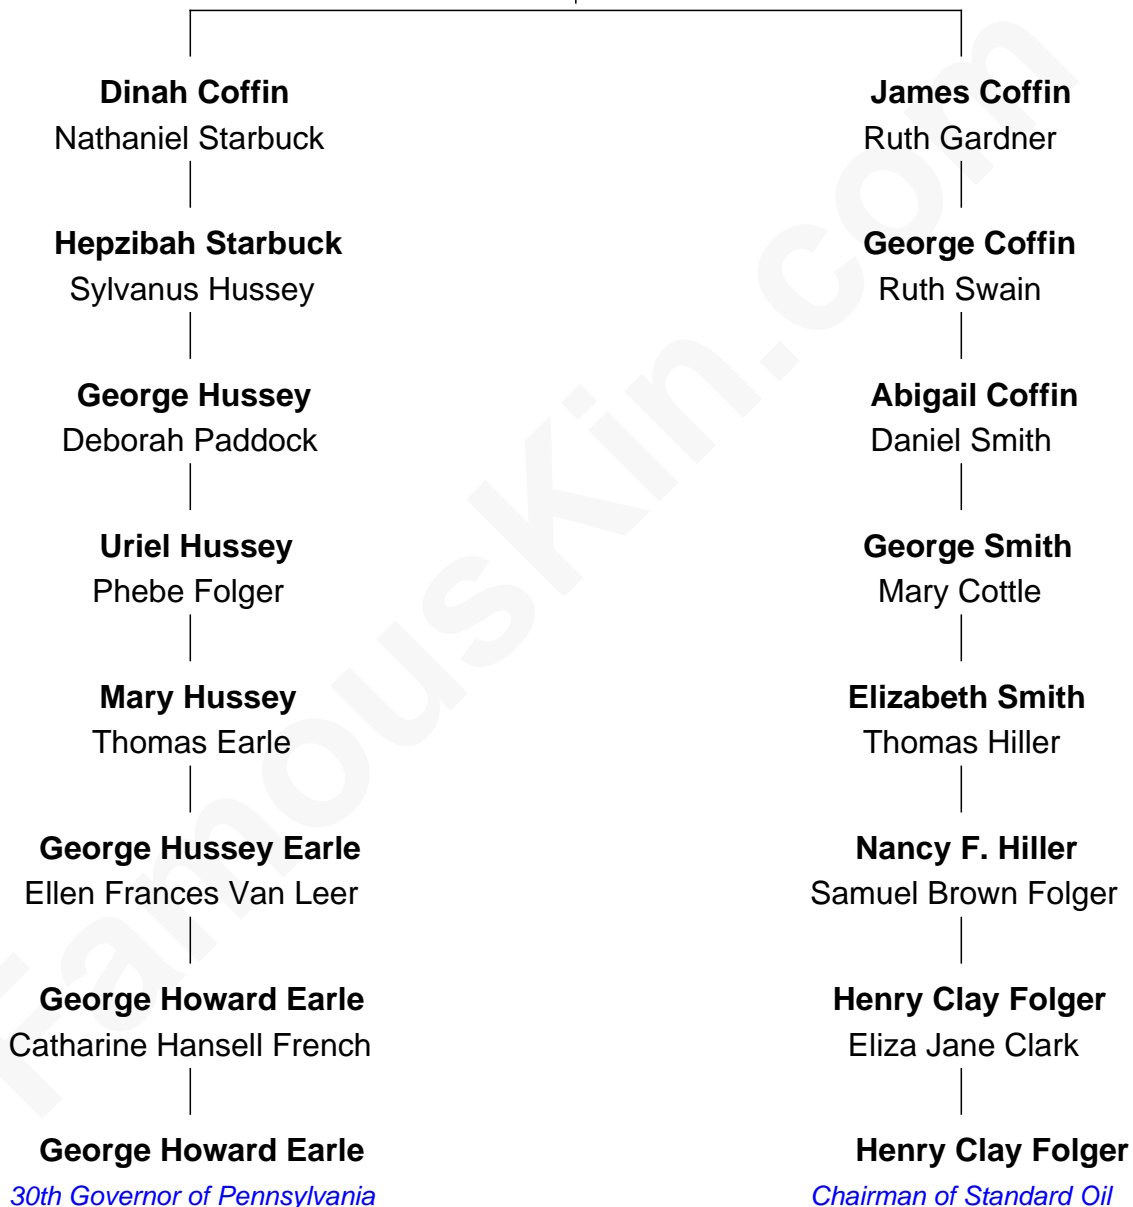 Dinah Coffin
Nathaniel Starbuck
James Coffin
Ruth Gardner
Hepzibah Starbuck
Sylvanus Hussey
George Coffin
Ruth Swain
George Hussey
Deborah Paddock
Abigail Coffin
Daniel Smith
Uriel Hussey
Phebe Folger
George Smith
Mary Cottle
Mary Hussey
Thomas Earle
Elizabeth Smith
Thomas Hiller
George Hussey Earle
Ellen Frances Van Leer
Nancy F. Hiller
Samuel Brown Folger
George Howard Earle
Catharine Hansell French
Henry Clay Folger
Eliza Jane Clark
George Howard Earle
30th Governor of Pennsylvania
Henry Clay Folger
Chairman of Standard Oil
FamousKin.com